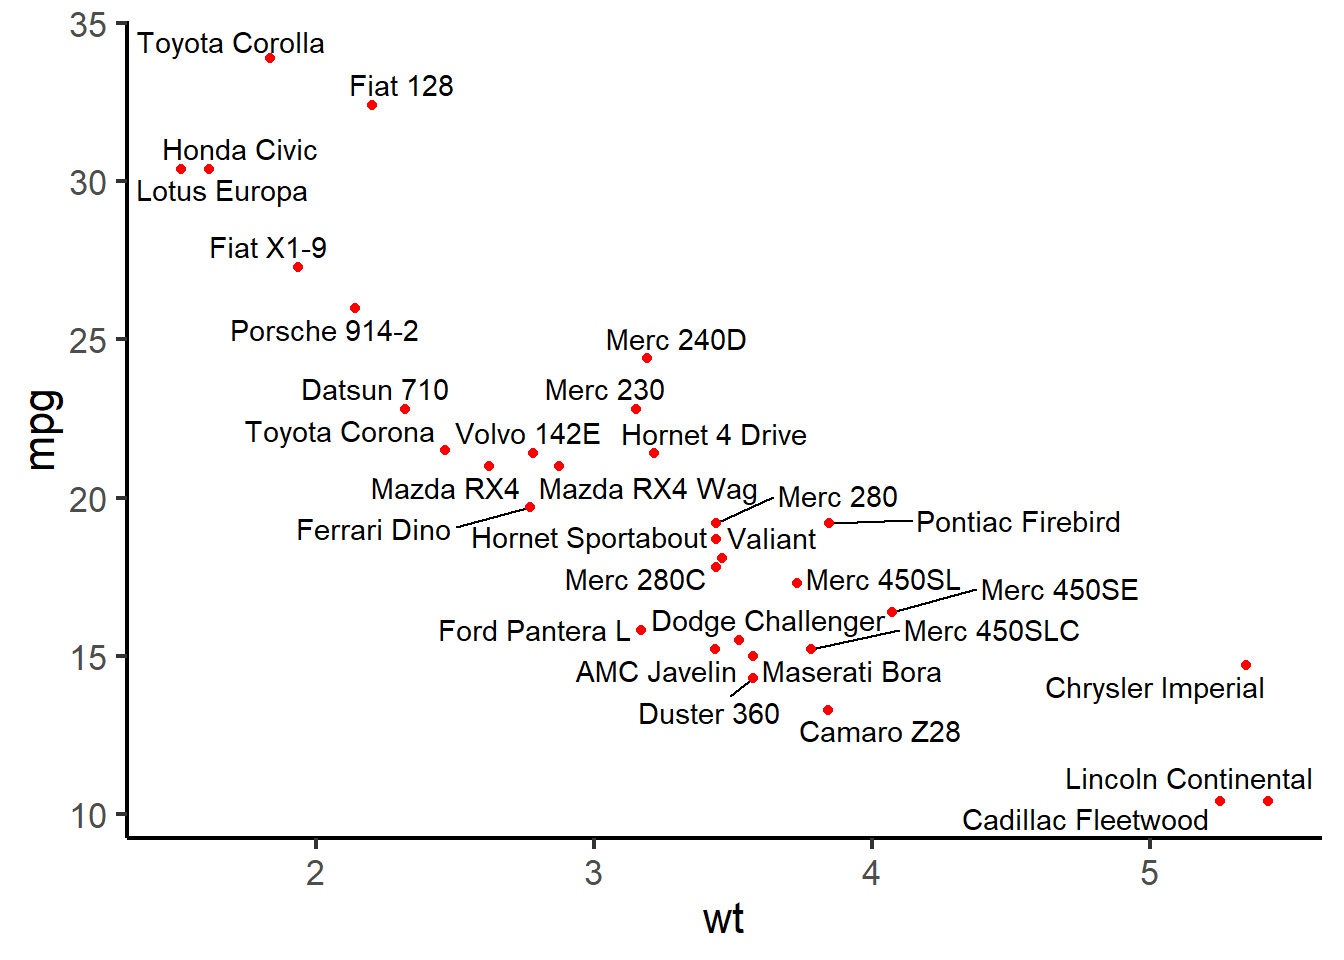 35
Toyota Corolla
Fiat 128
Honda Civic
30
Lotus Europa
Fiat X1-9
Porsche 914-2
25
Merc 240D
Datsun 710
Merc 230
mpg
Toyota Corona
Volvo 142E
Hornet 4 Drive
Mazda RX4
Mazda RX4 Wag
20
Merc 280
Ferrari Dino
Pontiac Firebird
Hornet Sportabout
Valiant
Merc 280C
Merc 450SL
Merc 450SE
Dodge Challenger
Ford Pantera L
Merc 450SLC
15
AMC Javelin
Maserati Bora
Chrysler Imperial
Duster 360
Camaro Z28
Lincoln Continental
10
Cadillac Fleetwood
2
3
4
5
wt